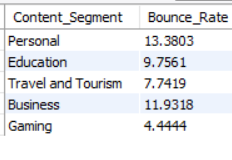 Content_Segment Bounce_Rate
Personal 13.3803
Education 9.7561
Travel and Tourism 7.7419
Business 11.9318
Gaming 4.4444